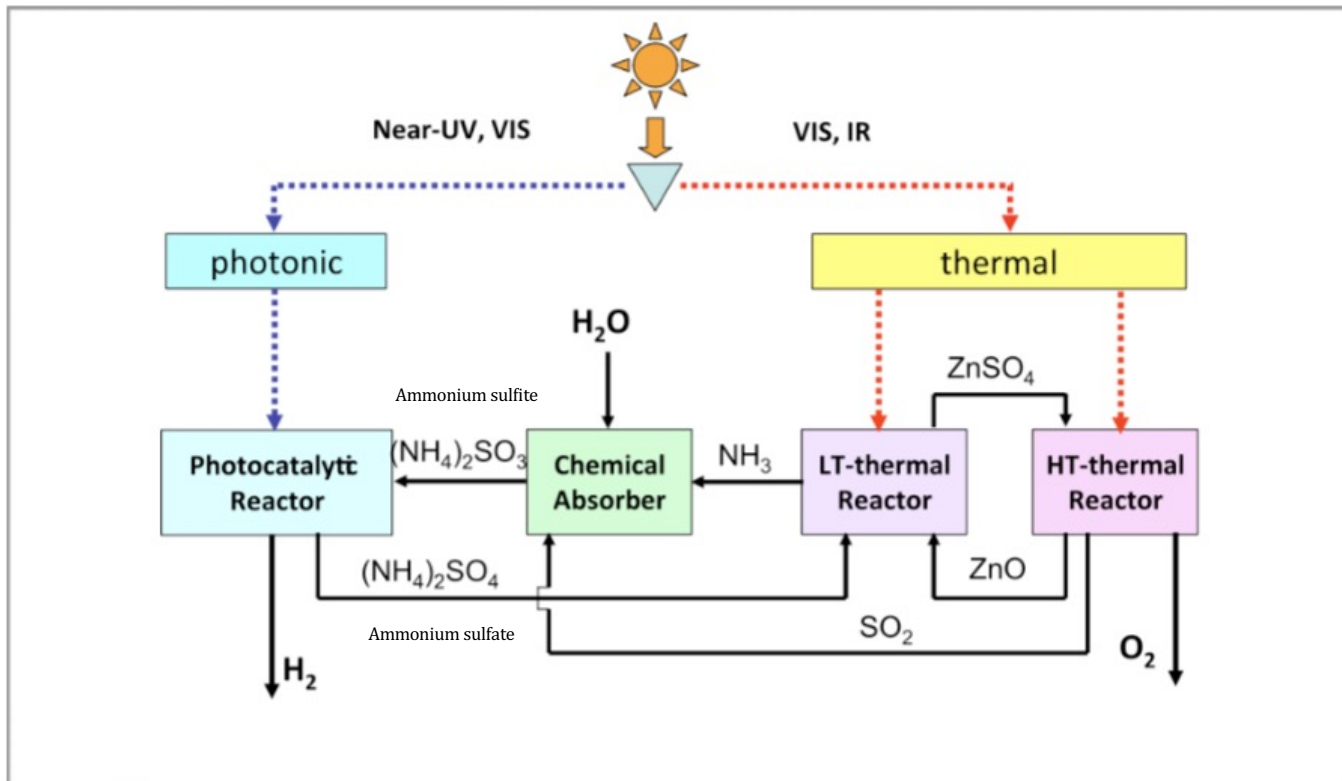 Near-UV, VIS
VIS, IR
photonic
thermal
H₂O
ZnSO₄
Ammonium sulfite
(NH₄)₂SO₃
Photocatalytic
Reactor
Chemical
Absorber
NH₃
LT-thermal
Reactor
HT-thermal
Reactor
(NH₄)₂SO₄
ZnO
Ammonium sulfate
SO₂
H₂
O₂